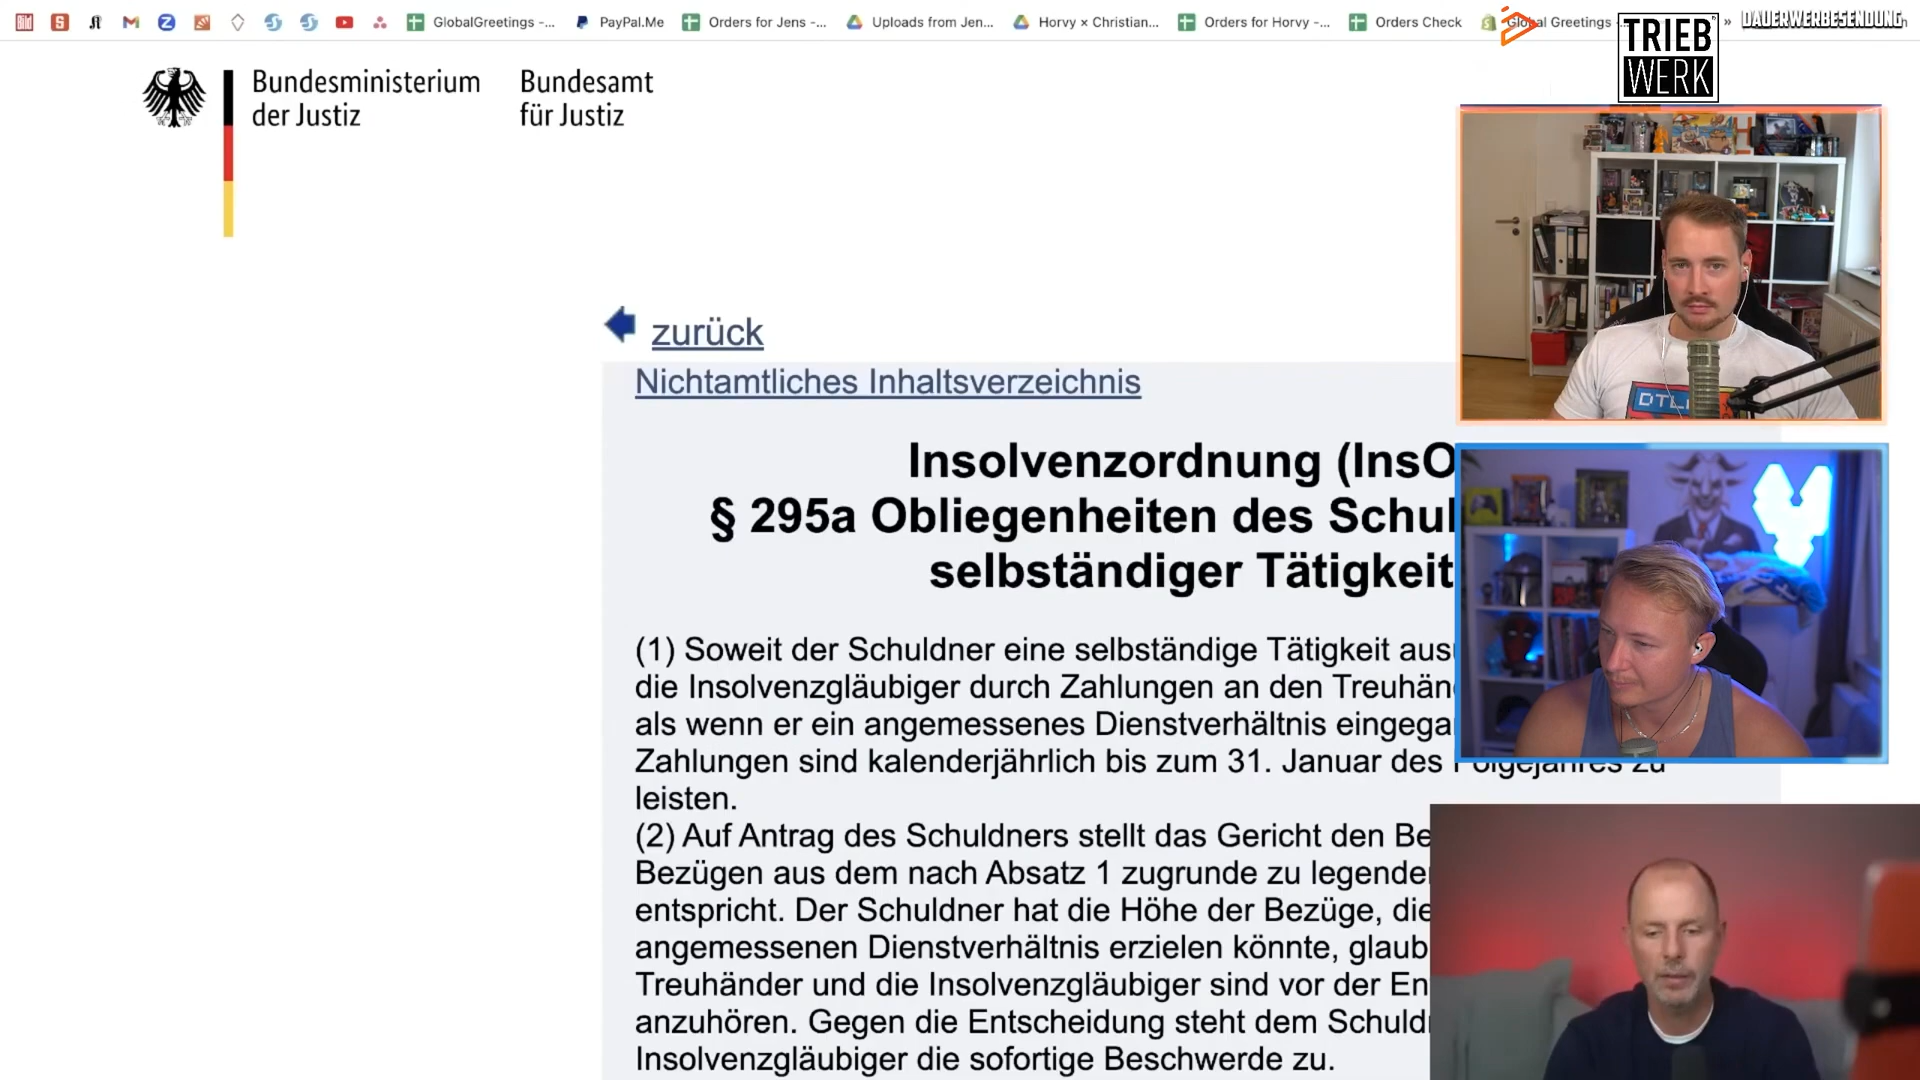 GlobalGreetings -...
PayPal.Me
Orders for Jens -...
Uploads from Jen...
Horvy × Christian...
Orders for Horvy -...
Orders Check
Global Greetings -
»
DAUERWERBESENDUNG
TRIEB
WERK
Bundesministerium
der Justiz
Bundesamt
für Justiz
zurück
Nichtamtliches Inhaltsverzeichnis
Insolvenzordnung (InsO
§ 295a Obliegenheiten des Schul
selbständiger Tätigkeit
(1) Soweit der Schuldner eine selbständige Tätigkeit aus
die Insolvenzgläubiger durch Zahlungen an den Treuhän
als wenn er ein angemessenes Dienstverhältnis eingega
Zahlungen sind kalenderjährlich bis zum 31. Januar des Folgejahres zu
leisten.
(2) Auf Antrag des Schuldners stellt das Gericht den Be
Bezügen aus dem nach Absatz 1 zugrunde zu legende
entspricht. Der Schuldner hat die Höhe der Bezüge, die
angemessenen Dienstverhältnis erzielen könnte, glaub
Treuhänder und die Insolvenzgläubiger sind vor der En
anzuhören. Gegen die Entscheidung steht dem Schuld
Insolvenzgläubiger die sofortige Beschwerde zu.